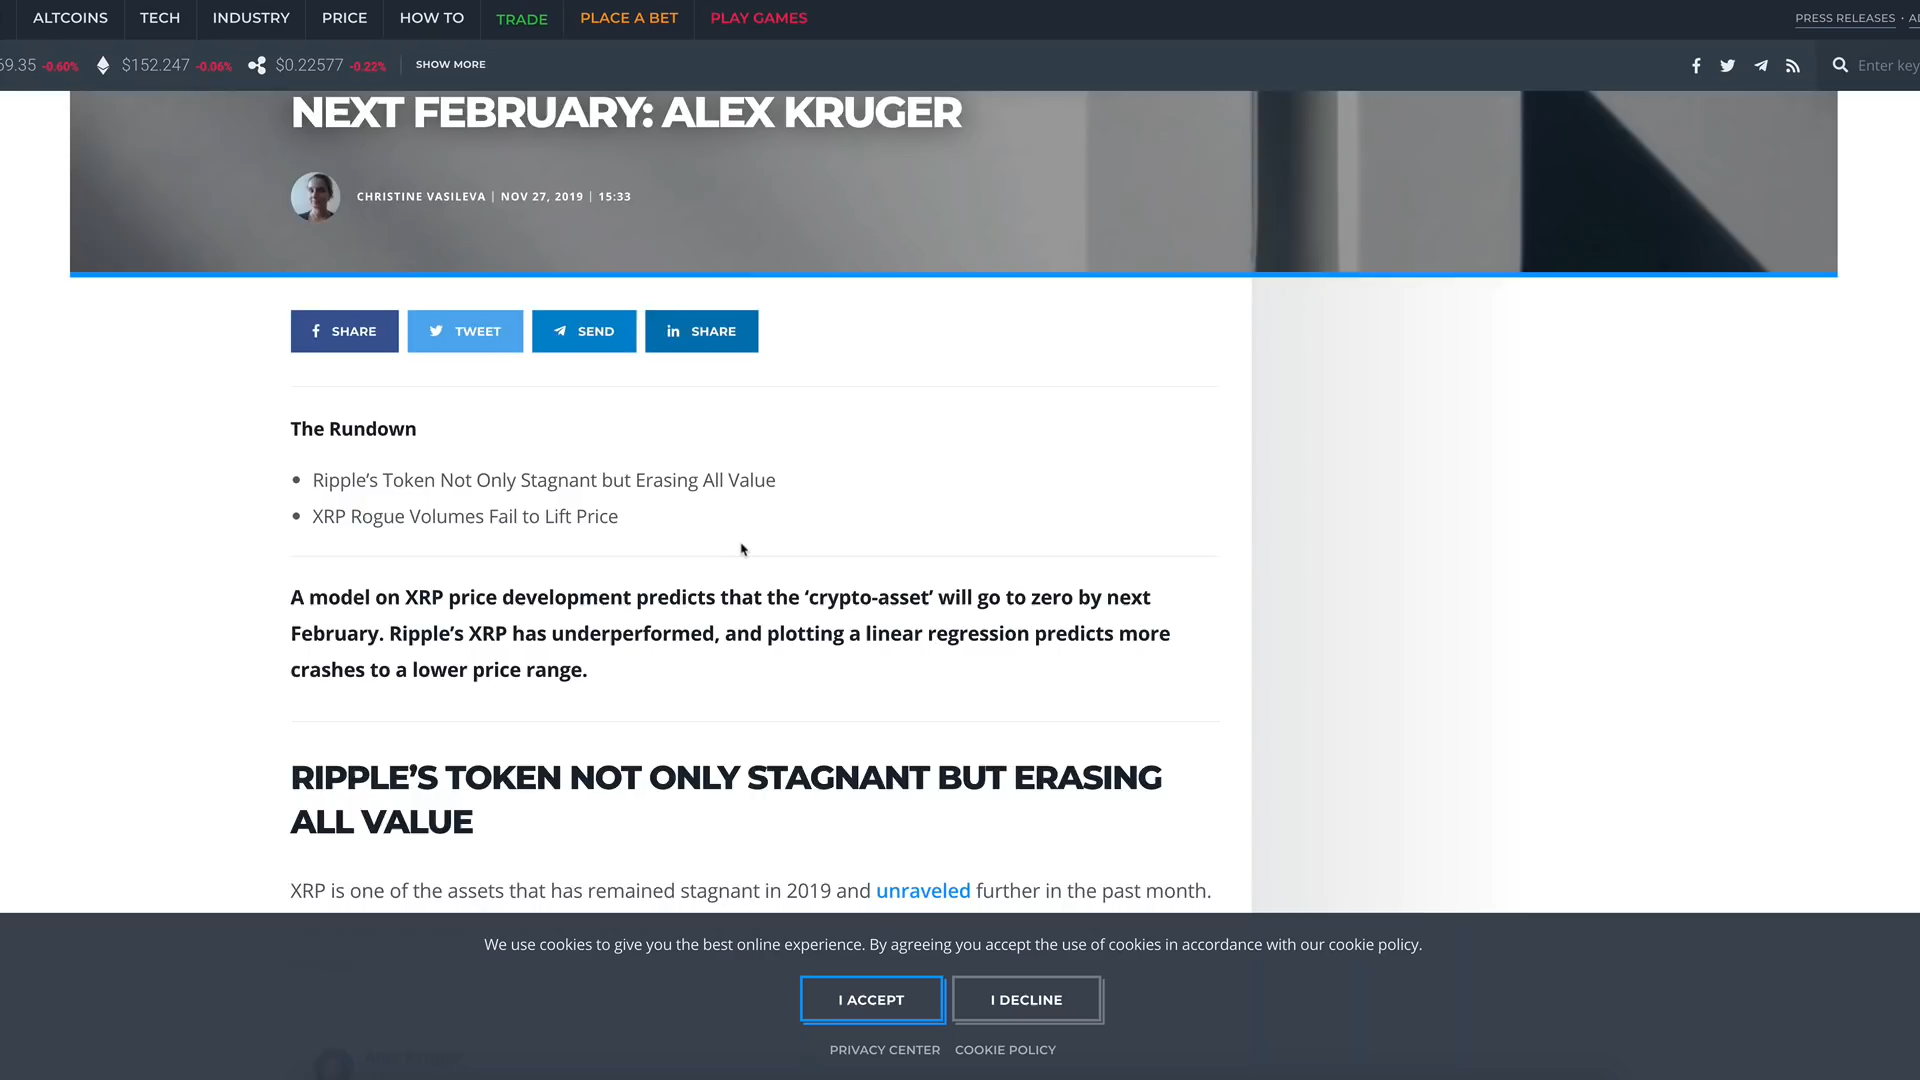 ALTCOINS TECH INDUSTRY PRICE HOW TO TRADE PLACE A BET PLAY GAMES PRESS RELEASES ·
69.35 -0.60% $152.247 -0.06% $0.22577 -0.22% SHOW MORE Enter key
NEXT FEBRUARY: ALEX KRUGER
CHRISTINE VASILEVA | NOV 27, 2019 | 15:33
SHARE TWEET SEND SHARE
The Rundown
• Ripple’s Token Not Only Stagnant but Erasing All Value
• XRP Rogue Volumes Fail to Lift Price
A model on XRP price development predicts that the ‘crypto-asset’ will go to zero by next
February. Ripple’s XRP has underperformed, and plotting a linear regression predicts more
crashes to a lower price range.
RIPPLE’S TOKEN NOT ONLY STAGNANT BUT ERASING
ALL VALUE
XRP is one of the assets that has remained stagnant in 2019 and unraveled further in the past month.
We use cookies to give you the best online experience. By agreeing you accept the use of cookies in accordance with our cookie policy.
I ACCEPT I DECLINE
PRIVACY CENTER COOKIE POLICY